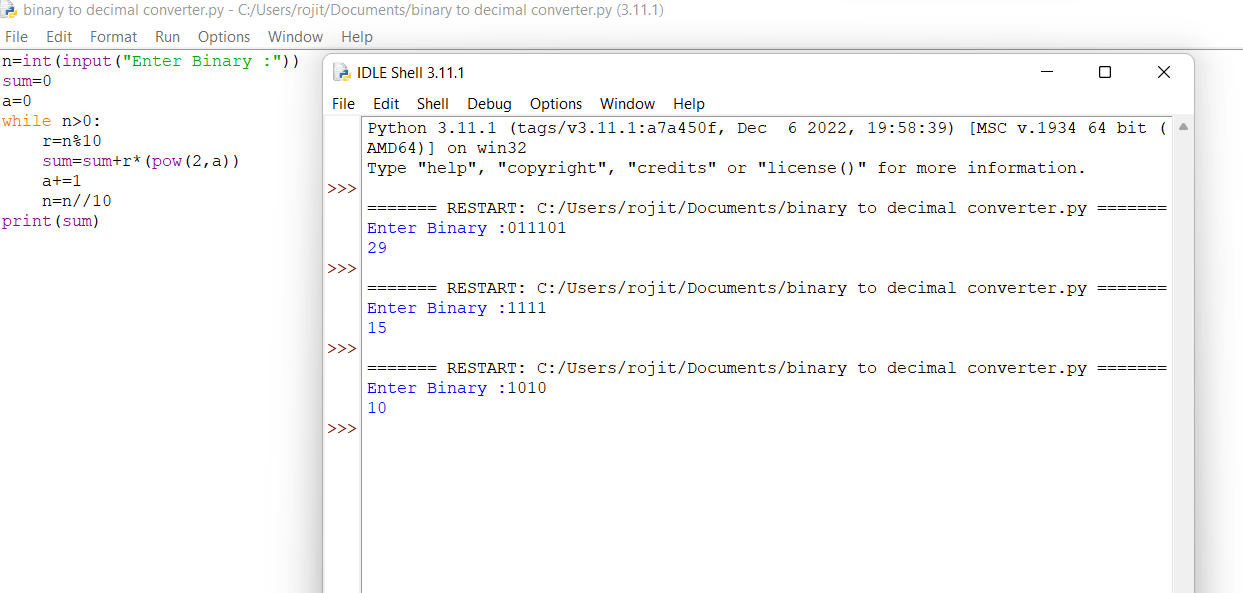 binary to decimal converter.py - C:/Users/rojit/Documents/binary to decimal converter.py (3.11.1)
File Edit Format Run Options Window Help
n=int(input("Enter Binary :"))
sum=0
a=0
while n>0:
    r=n%10
    sum=sum+r*(pow(2,a))
    a+=1
    n=n//10
print(sum)
IDLE Shell 3.11.1
File Edit Shell Debug Options Window Help
Python 3.11.1 (tags/v3.11.1:a7a450f, Dec  6 2022, 19:58:39) [MSC v.1934 64 bit (
AMD64)] on win32
Type "help", "copyright", "credits" or "license()" for more information.
>>>
======= RESTART: C:/Users/rojit/Documents/binary to decimal converter.py =======
Enter Binary :011101
29
>>>
======= RESTART: C:/Users/rojit/Documents/binary to decimal converter.py =======
Enter Binary :1111
15
>>>
======= RESTART: C:/Users/rojit/Documents/binary to decimal converter.py =======
Enter Binary :1010
10
>>>